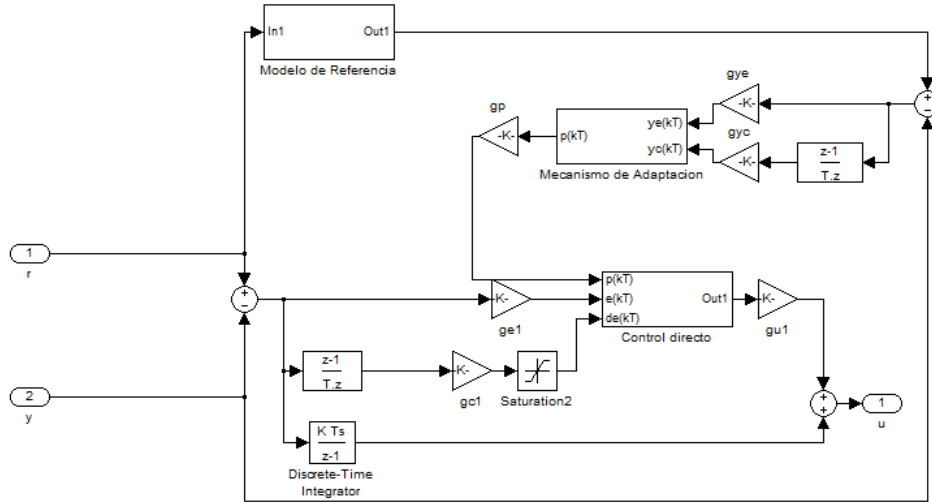 In1 Out1
Modelo de Referencia
+
−
gye
-K-
gp
-K-
p(kT)
ye(kT)
yc(kT)
gyc
-K-
z-1
T.z
Mecanismo de Adaptacion
1
r
+
−
K-
ge1
p(kT)
e(kT)
de(kT)
Out1
Control directo
K-
gu1
z-1
T.z
K-
gc1
Saturation2
2
y
+
+
1
u
K Ts
z-1
Discrete-Time
Integrator